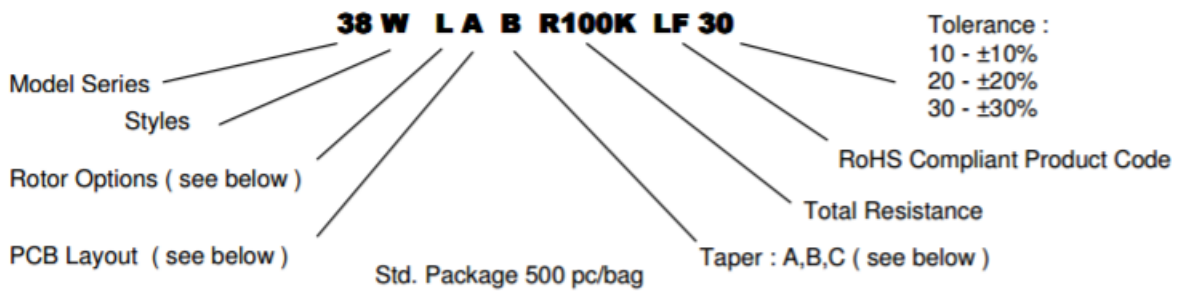 38 W L A B R100K LF 30
Tolerance :
10 - ±10%
20 - ±20%
30 - ±30%
Model Series
Styles
RoHS Compliant Product Code
Rotor Options ( see below )
Total Resistance
PCB Layout ( see below )
Taper : A,B,C ( see below )
Std. Package 500 pc/bag